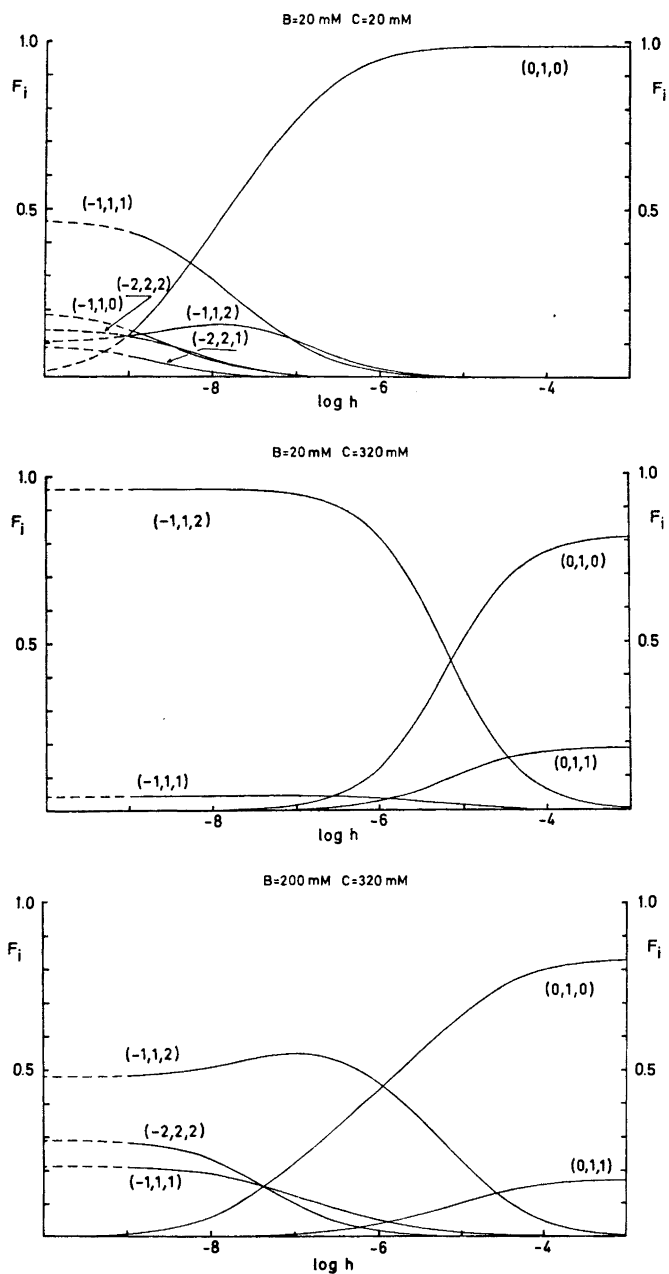 B=20 mM C=20 mM
F_i
F_i
(0,1,0)
0.5
0.5
(-1,1,1)
(-2,2,2)
(-1,1,0)
(-1,1,2)
(-2,2,1)
-8
-6
-4
log h
B=20 mM C=320 mM
1.0
1.0
F_i
F_i
(-1,1,2)
(0,1,0)
0.5
0.5
(0,1,1)
(-1,1,1)
-8
-6
-4
log h
B=200 mM C=320 mM
1.0
1.0
F_i
F_i
(0,1,0)
(-1,1,2)
0.5
0.5
(-2,2,2)
(-1,1,1)
(0,1,1)
-8
-6
-4
log h